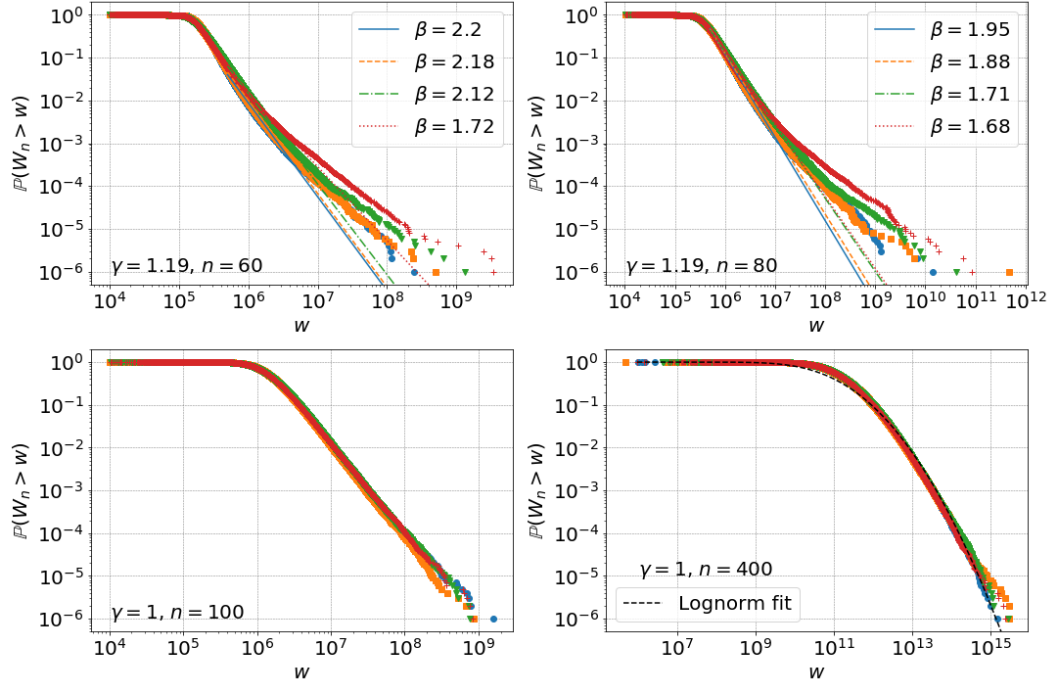 10^0
10^-1
10^-2
10^-3
10^-4
10^-5
10^-6
ℙ(W_n > w)
β = 2.2
β = 2.18
β = 2.12
β = 1.72
γ = 1.19, n = 60
10^4 10^5 10^6 10^7 10^8 10^9
w
10^0
10^-1
10^-2
10^-3
10^-4
10^-5
10^-6
ℙ(W_n > w)
β = 1.95
β = 1.88
β = 1.71
β = 1.68
γ = 1.19, n = 80
10^4 10^5 10^6 10^7 10^8 10^9 10^10 10^11 10^12
w
10^0
10^-1
10^-2
10^-3
10^-4
10^-5
10^-6
ℙ(W_n > w)
γ = 1, n = 100
10^4 10^5 10^6 10^7 10^8 10^9
w
10^0
10^-1
10^-2
10^-3
10^-4
10^-5
10^-6
ℙ(W_n > w)
γ = 1, n = 400
Lognorm fit
10^7 10^9 10^11 10^13 10^15
w